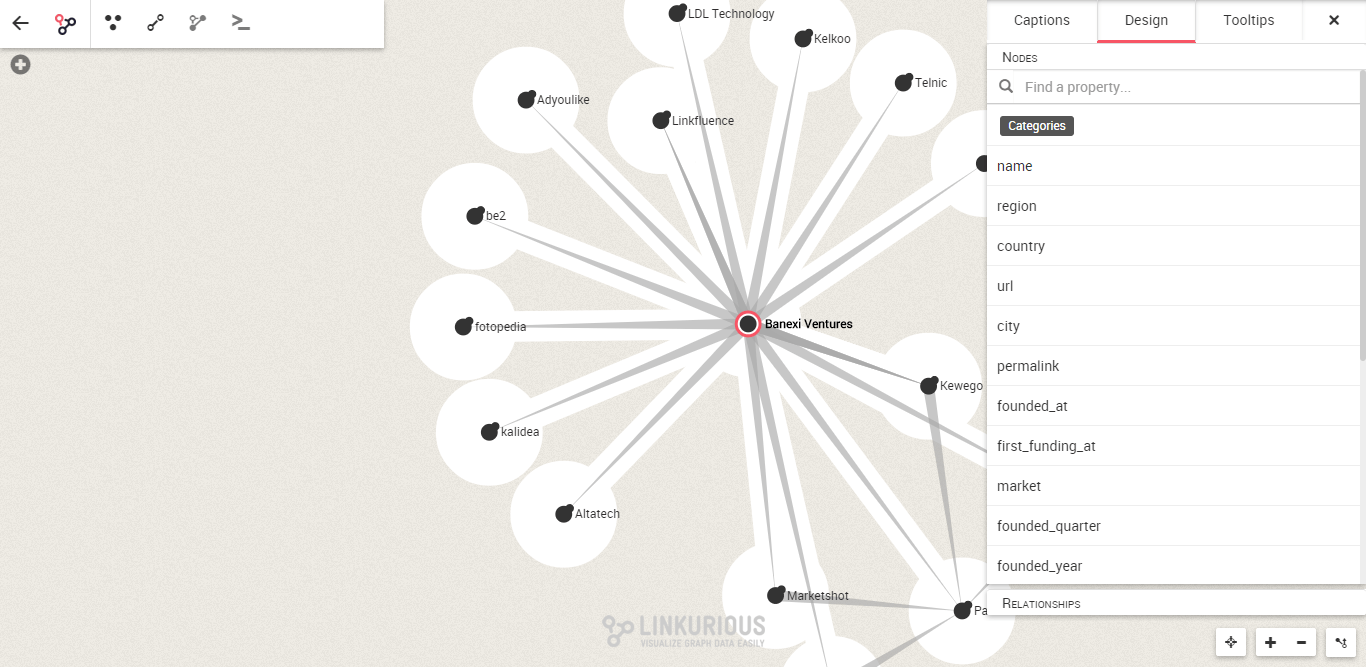 Captions
Design
Tooltips
Nodes
Find a property...
Categories
name
region
country
url
city
permalink
founded_at
first_funding_at
market
founded_quarter
founded_year
Relationships
LDL Technology
Kelkoo
Telnic
Adyoulike
Linkfluence
be2
Banexi Ventures
fotopedia
Kewego
kalidea
Altatech
Marketshot
Pa
LINKURIOUS
VISUALIZE GRAPH DATA EASILY